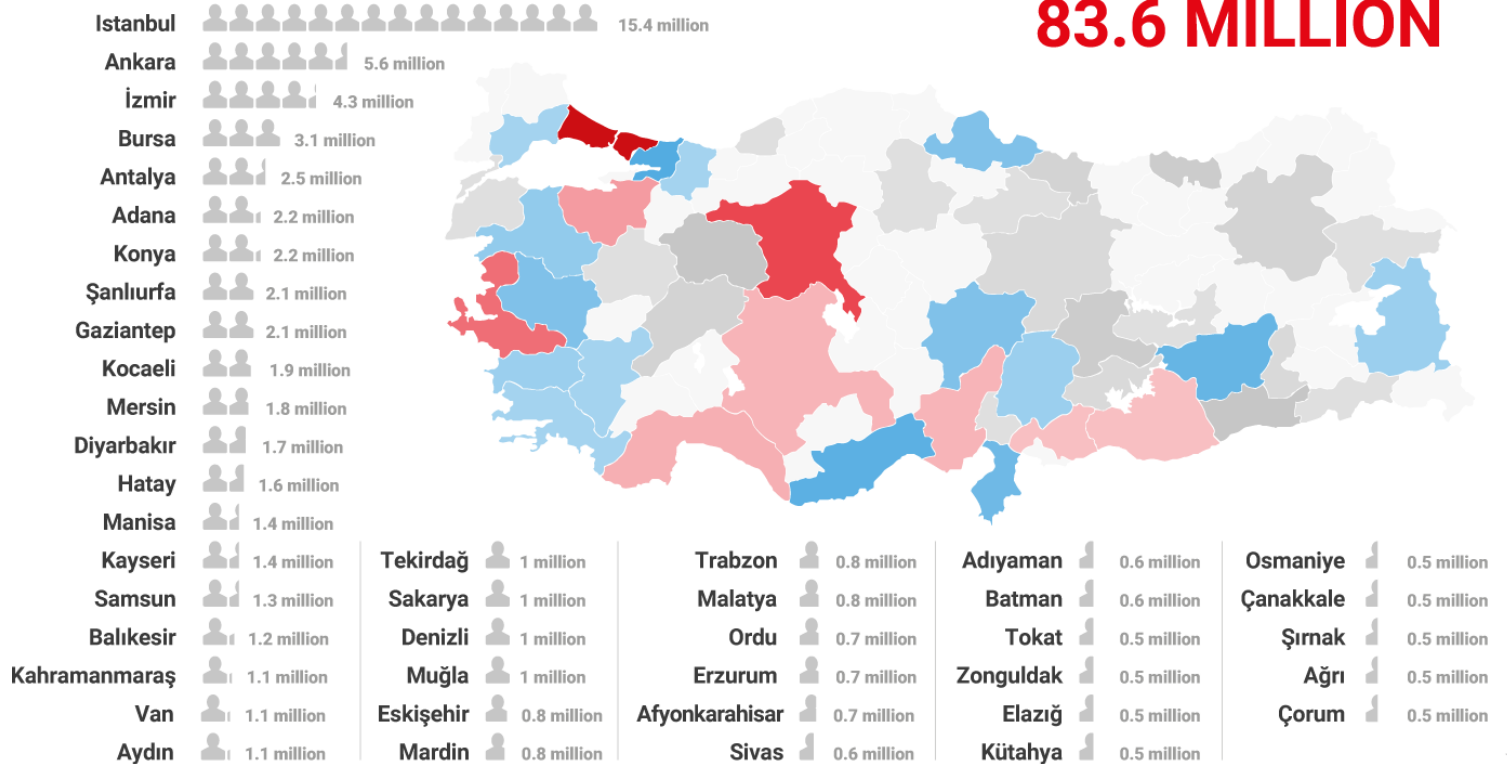 83.6 MILLION
Istanbul 15.4 million
Ankara 5.6 million
İzmir 4.3 million
Bursa 3.1 million
Antalya 2.5 million
Adana 2.2 million
Konya 2.2 million
Şanlıurfa 2.1 million
Gaziantep 2.1 million
Kocaeli 1.9 million
Mersin 1.8 million
Diyarbakır 1.7 million
Hatay 1.6 million
Manisa 1.4 million
Kayseri 1.4 million
Samsun 1.3 million
Balıkesir 1.2 million
Kahramanmaraş 1.1 million
Van 1.1 million
Aydın 1.1 million
Tekirdağ 1 million
Sakarya 1 million
Denizli 1 million
Muğla 1 million
Eskişehir 0.8 million
Mardin 0.8 million
Trabzon 0.8 million
Malatya 0.8 million
Ordu 0.7 million
Erzurum 0.7 million
Afyonkarahisar 0.7 million
Sivas 0.6 million
Adıyaman 0.6 million
Batman 0.6 million
Tokat 0.5 million
Zonguldak 0.5 million
Elazığ 0.5 million
Kütahya 0.5 million
Osmaniye 0.5 million
Çanakkale 0.5 million
Şırnak 0.5 million
Ağrı 0.5 million
Çorum 0.5 million